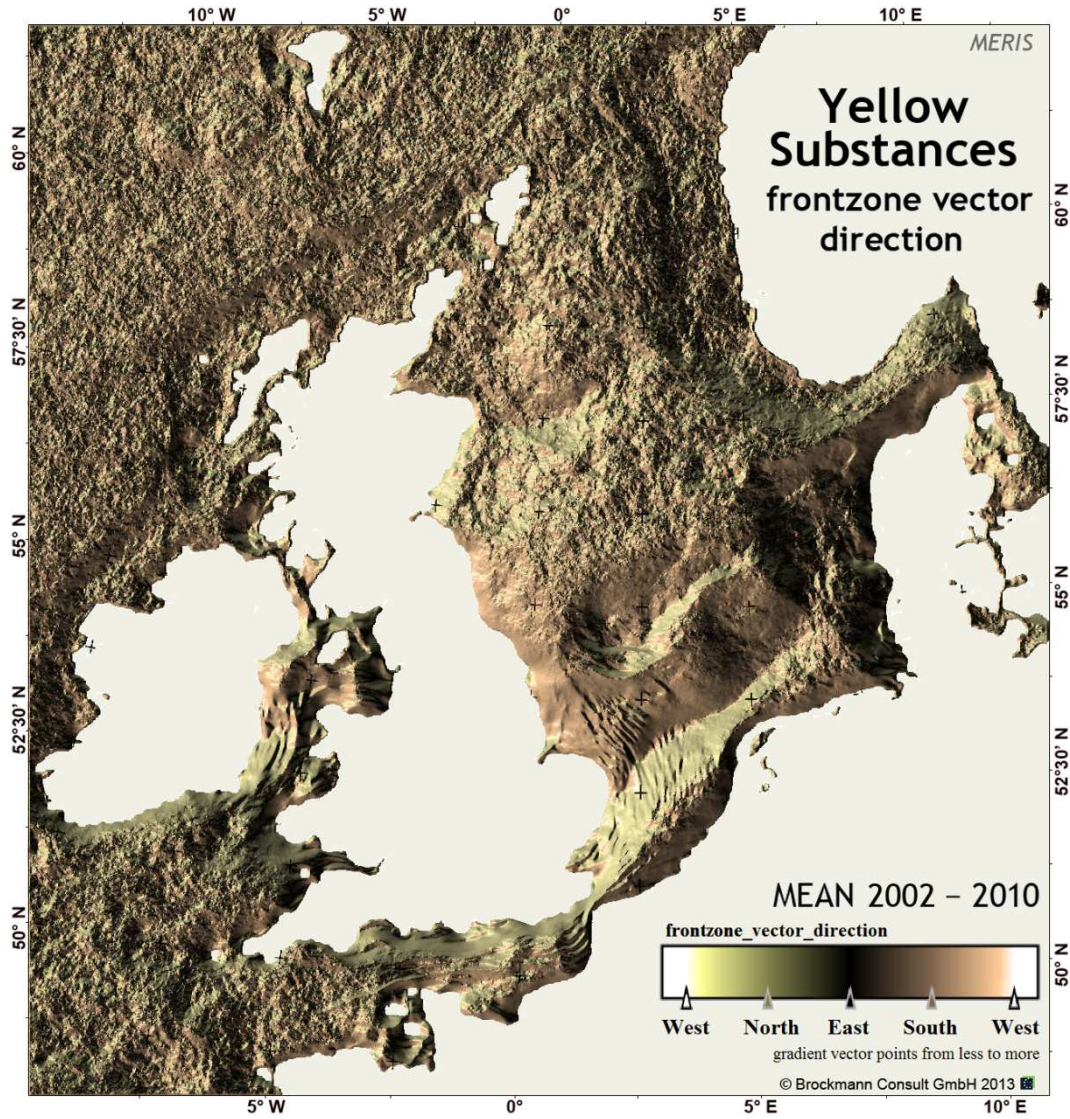 10° W 5° W 0° 5° E 10° E
MERIS
Yellow
Substances
frontzone vector
direction
60° N
57°30' N
55° N
52°30' N
50° N
60° N
57°30' N
55° N
52°30' N
50° N
MEAN 2002 – 2010
frontzone_vector_direction
West North East South West
gradient vector points from less to more
© Brockmann Consult GmbH 2013
5° W 0° 5° E 10° E